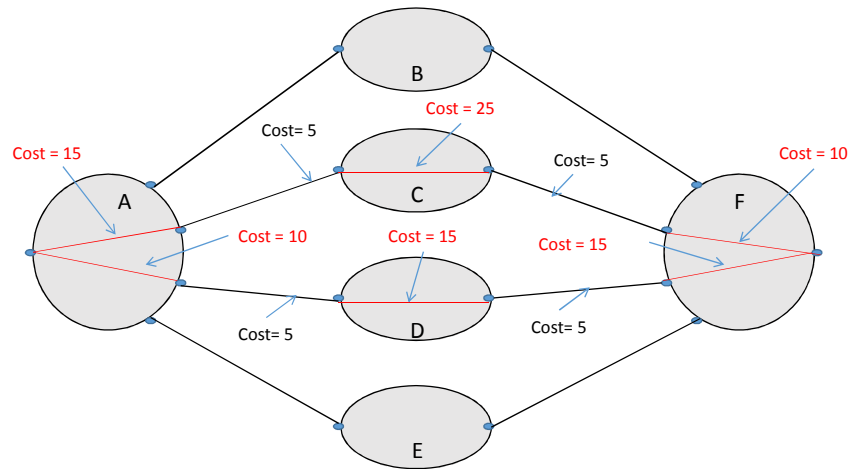 B
Cost = 25
Cost= 5
Cost = 15
Cost= 5
Cost = 10
A
C
F
Cost = 10
Cost = 15
Cost = 15
D
Cost= 5
Cost= 5
E